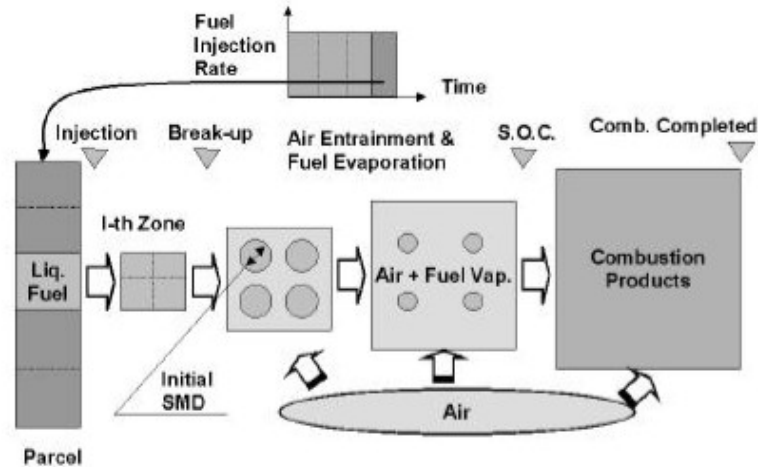 Fuel
Injection
Rate
Time
Injection
Break-up
Air Entrainment &
Fuel Evaporation
S.O.C.
Comb. Completed
I-th Zone
Liq.
Fuel
Air + Fuel Vap.
Combustion
Products
Initial
SMD
Air
Parcel